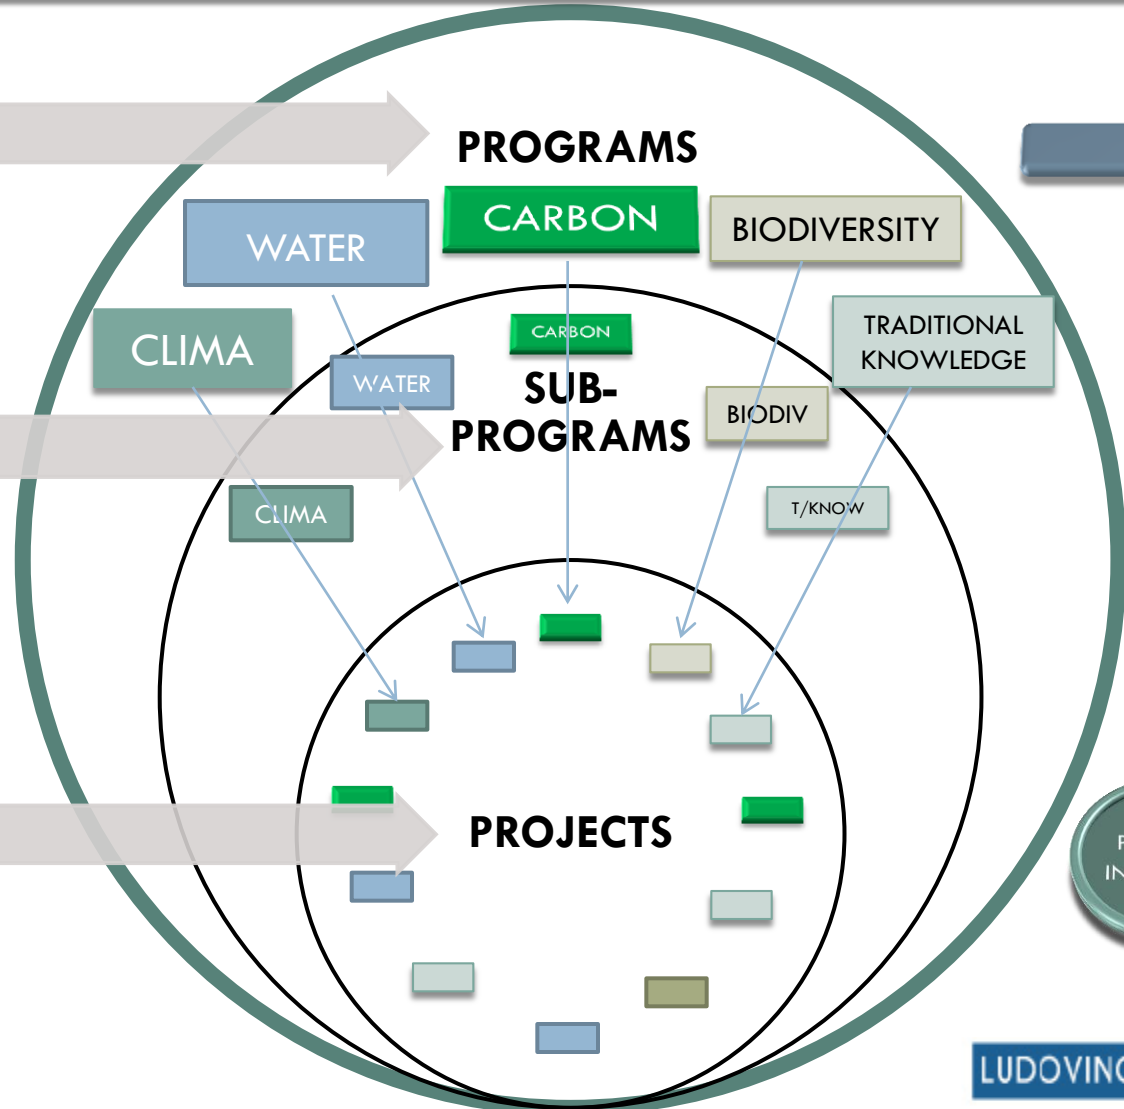 PROGRAMS
CARBON
WATER
BIODIVERSITY
CLIMA
TRADITIONAL
KNOWLEDGE
CARBON
WATER
SUB-
PROGRAMS
BIODIV
CLIMA
T/KNOW
PROJECTS